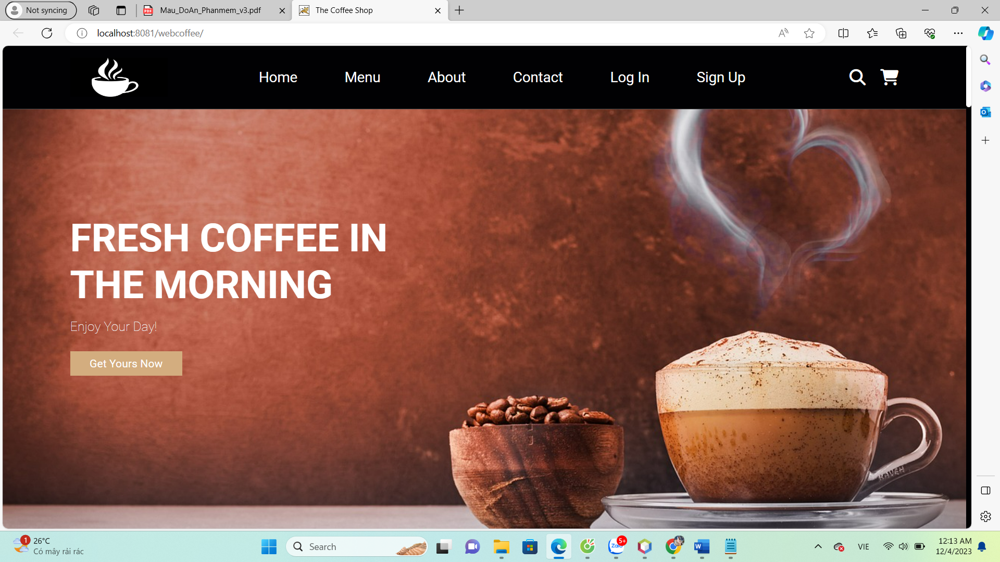 Not syncing
Mau_DoAn_Phanmem_v3.pdf
The Coffee Shop
localhost:8081/webcoffee/
Home
Menu
About
Contact
Log In
Sign Up
FRESH COFFEE IN
THE MORNING
Enjoy Your Day!
Get Yours Now
KAVEH
1
26°C
Có mây rải rác
Search
Zalo
5+
W
VIE
12:13 AM
12/4/2023